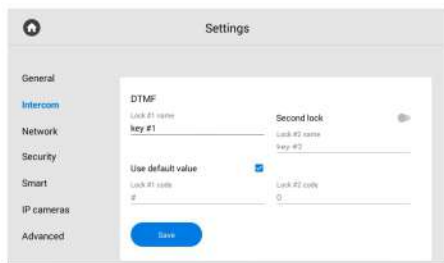 Settings
General
Intercom
Network
Security
Smart
IP cameras
Advanced
DTMF
Lock #1 name
key #1
Second lock
Lock #2 name
key #2
Use default value
Lock #1 code
#
Lock #2 code
0
Save